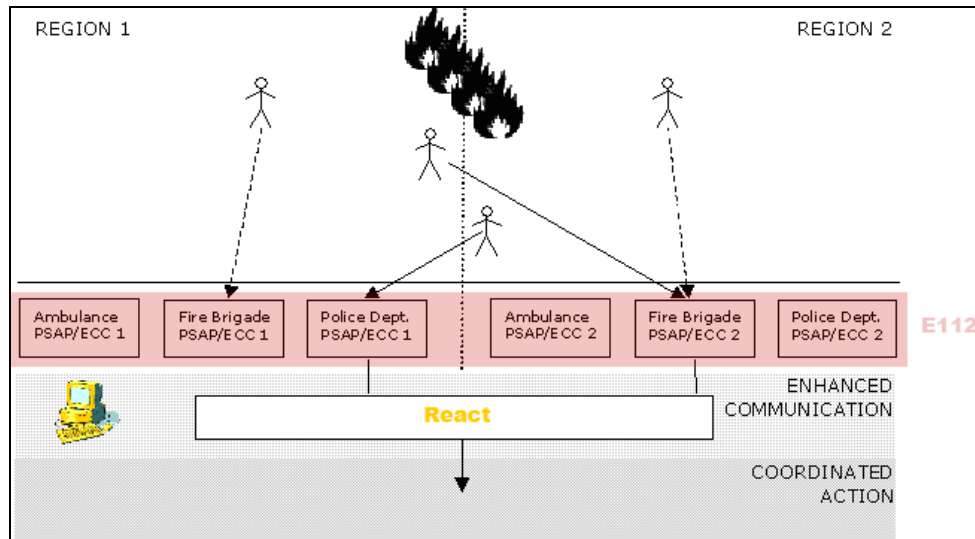 REGION 1
REGION 2
Ambulance
PSAP/ECC 1
Fire Brigade
PSAP/ECC 1
Police Dept.
PSAP/ECC 1
Ambulance
PSAP/ECC 2
Fire Brigade
PSAP/ECC 2
Police Dept.
PSAP/ECC 2
E112
ENHANCED
COMMUNICATION
React
COORDINATED
ACTION